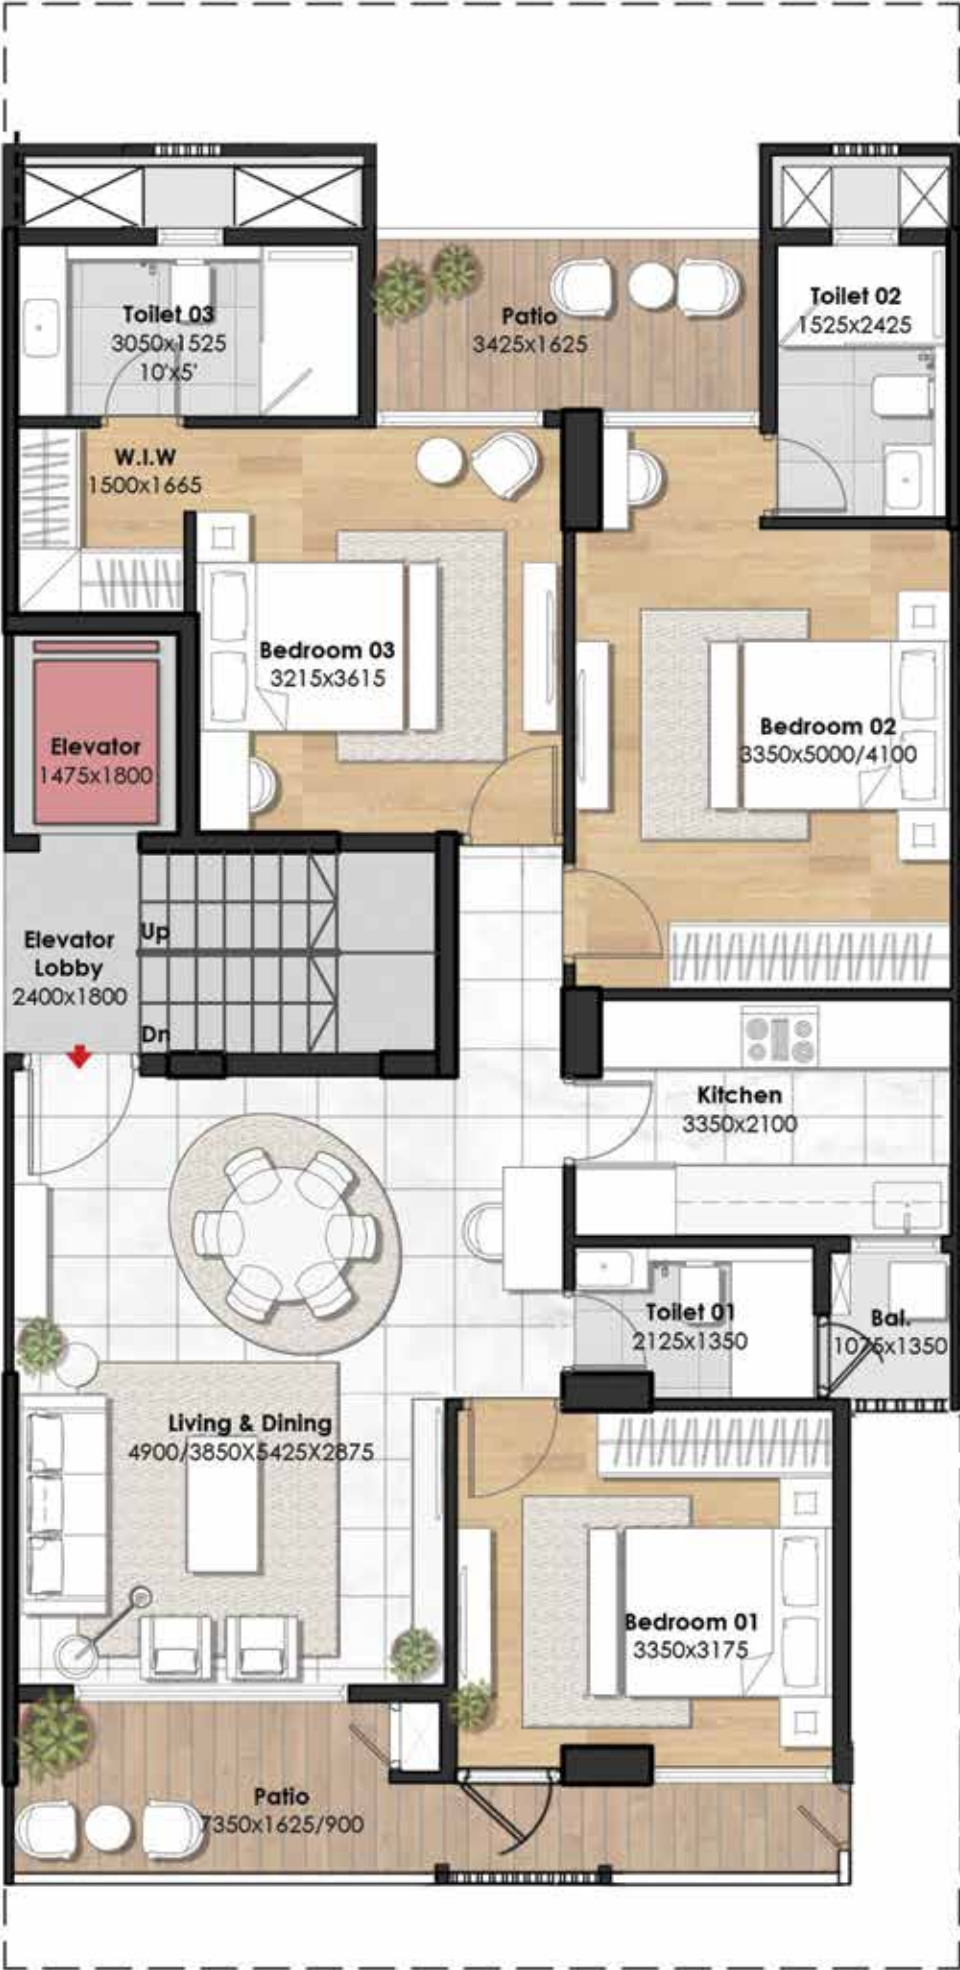 Toilet 03
3050x1525
10'x5'
Patio
3425x1625
Toilet 02
1525x2425
W.I.W
1500x1665
Bedroom 03
3215x3615
Elevator
1475x1800
Bedroom 02
3350x5000/4100
Up
Elevator
Lobby
2400x1800
Dn
Kitchen
3350x2100
Toilet 01
2125x1350
Bal.
1075x1350
Living & Dining
4900/3850X5425X2875
Bedroom 01
3350x3175
Patio
7350x1625/900